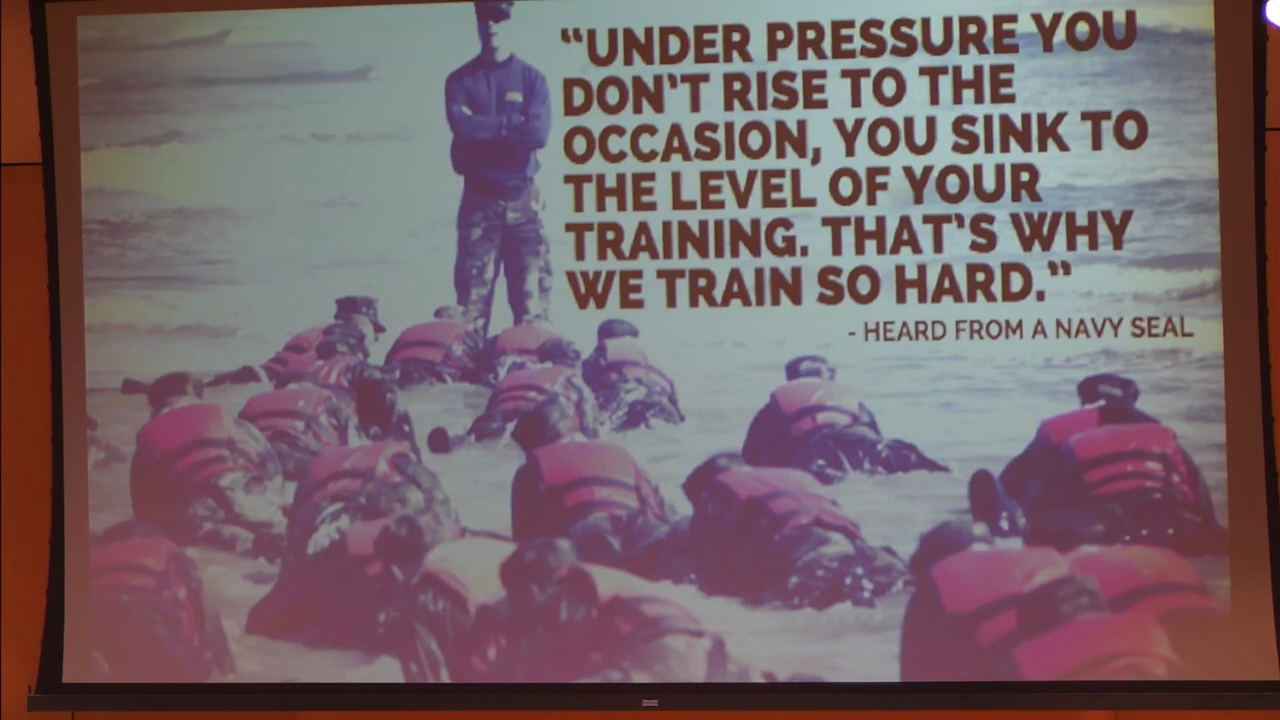 “UNDER PRESSURE YOU
DON’T RISE TO THE
OCCASION, YOU SINK TO
THE LEVEL OF YOUR
TRAINING. THAT’S WHY
WE TRAIN SO HARD.”
- HEARD FROM A NAVY SEAL